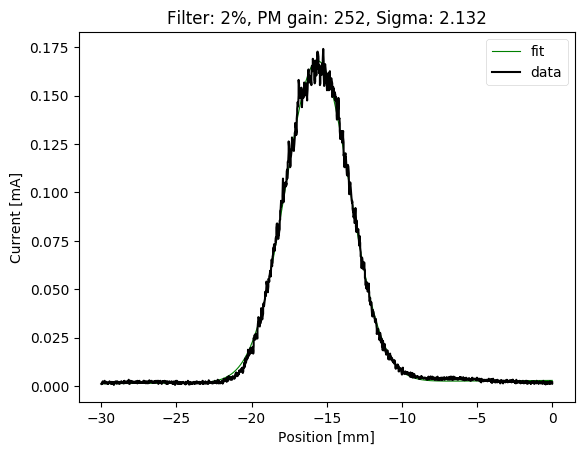 Filter: 2%, PM gain: 252, Sigma: 2.132
fit
data
Current [mA]
0.175
0.150
0.125
0.100
0.075
0.050
0.025
0.000
−30 −25 −20 −15 −10 −5 0
Position [mm]